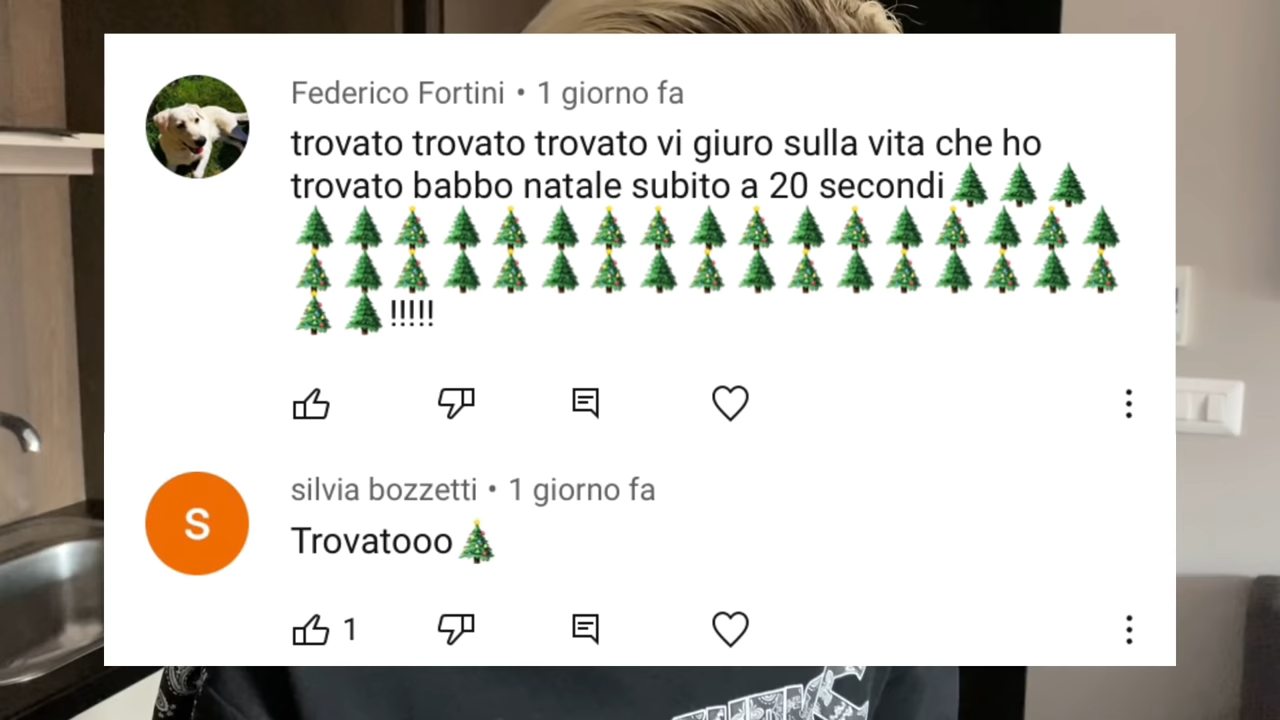 Federico Fortini • 1 giorno fa
trovato trovato trovato vi giuro sulla vita che ho
trovato babbo natale subito a 20 secondi🌲🌲🌲
🌲🌲🎄🌲🎄🌲🎄🎄🌲🎄🌲🎄🌲🎄🌲🎄🌲
🎄🌲🎄🌲🎄🌲🎄🌲🎄🌲🎄🌲🎄🌲🎄🌲🎄
🎄🌲!!!!!
S
silvia bozzetti • 1 giorno fa
Trovatooo🎄
1